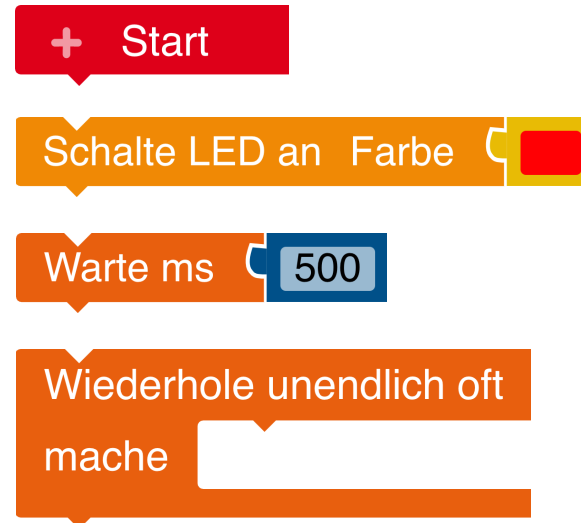 + Start
Schalte LED an Farbe
Warte ms 500
Wiederhole unendlich oft
mache